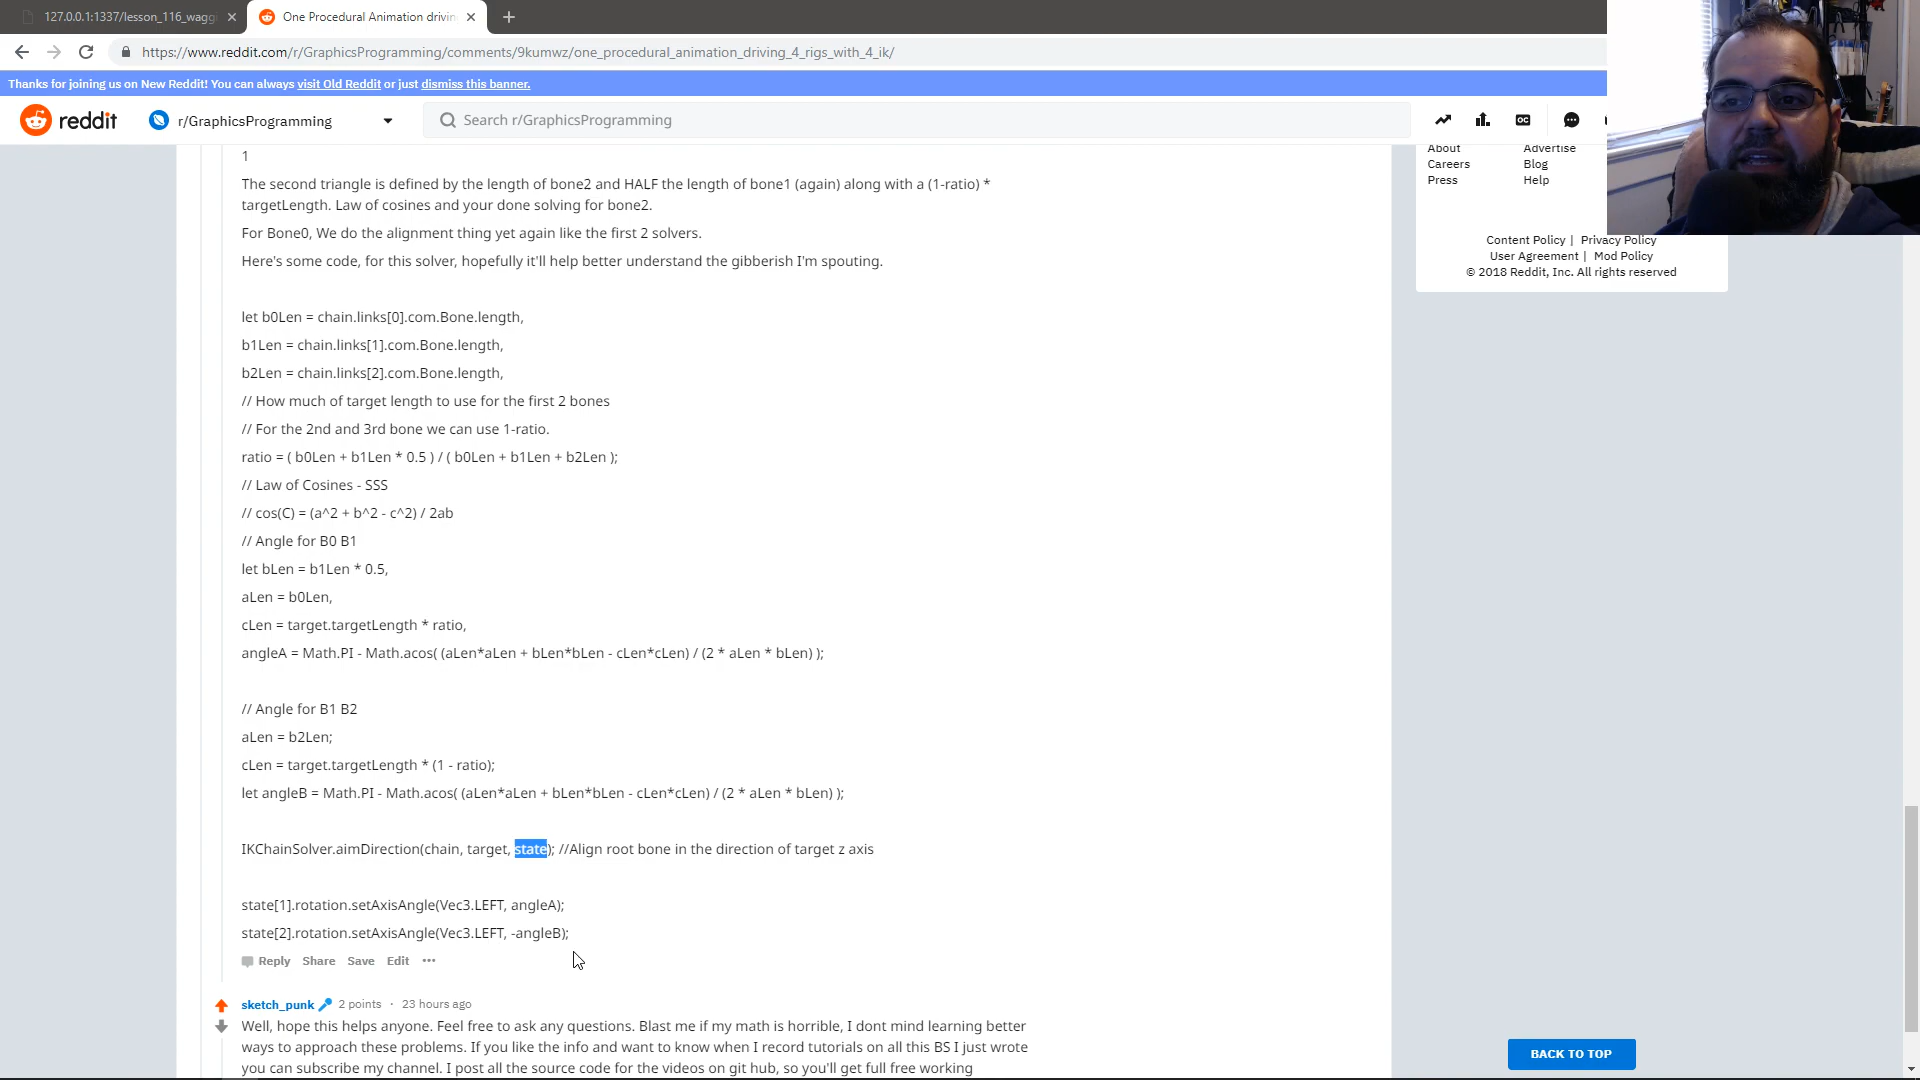 127.0.0.1:1337/lesson_116_wagg
One Procedural Animation drivin
https://www.reddit.com/r/GraphicsProgramming/comments/9kumwz/one_procedural_animation_driving_4_rigs_with_4_ik/
Thanks for joining us on New Reddit! You can always visit Old Reddit or just dismiss this banner.
reddit
r/GraphicsProgramming
Search r/GraphicsProgramming
OC
1
The second triangle is defined by the length of bone2 and HALF the length of bone1 (again) along with a (1-ratio) *
targetLength. Law of cosines and your done solving for bone2.
For Bone0, We do the alignment thing yet again like the first 2 solvers.
Here's some code, for this solver, hopefully it'll help better understand the gibberish I'm spouting.
let b0Len = chain.links[0].com.Bone.length,
b1Len = chain.links[1].com.Bone.length,
b2Len = chain.links[2].com.Bone.length,
// How much of target length to use for the first 2 bones
// For the 2nd and 3rd bone we can use 1-ratio.
ratio = ( b0Len + b1Len * 0.5 ) / ( b0Len + b1Len + b2Len );
// Law of Cosines - SSS
// cos(C) = (a^2 + b^2 - c^2) / 2ab
// Angle for B0 B1
let bLen = b1Len * 0.5,
aLen = b0Len,
cLen = target.targetLength * ratio,
angleA = Math.PI - Math.acos( (aLen*aLen + bLen*bLen - cLen*cLen) / (2 * aLen * bLen) );
// Angle for B1 B2
aLen = b2Len;
cLen = target.targetLength * (1 - ratio);
let angleB = Math.PI - Math.acos( (aLen*aLen + bLen*bLen - cLen*cLen) / (2 * aLen * bLen) );
IKChainSolver.aimDirection(chain, target, state); //Align root bone in the direction of target z axis
state[1].rotation.setAxisAngle(Vec3.LEFT, angleA);
state[2].rotation.setAxisAngle(Vec3.LEFT, -angleB);
Reply Share Save Edit •••
sketch_punk 2 points · 23 hours ago
Well, hope this helps anyone. Feel free to ask any questions. Blast me if my math is horrible, I dont mind learning better
ways to approach these problems. If you like the info and want to know when I record tutorials on all this BS I just wrote
you can subscribe my channel. I post all the source code for the videos on git hub, so you'll get full free working
About Advertise
Careers Blog
Press Help
Content Policy | Privacy Policy
User Agreement | Mod Policy
© 2018 Reddit, Inc. All rights reserved
BACK TO TOP